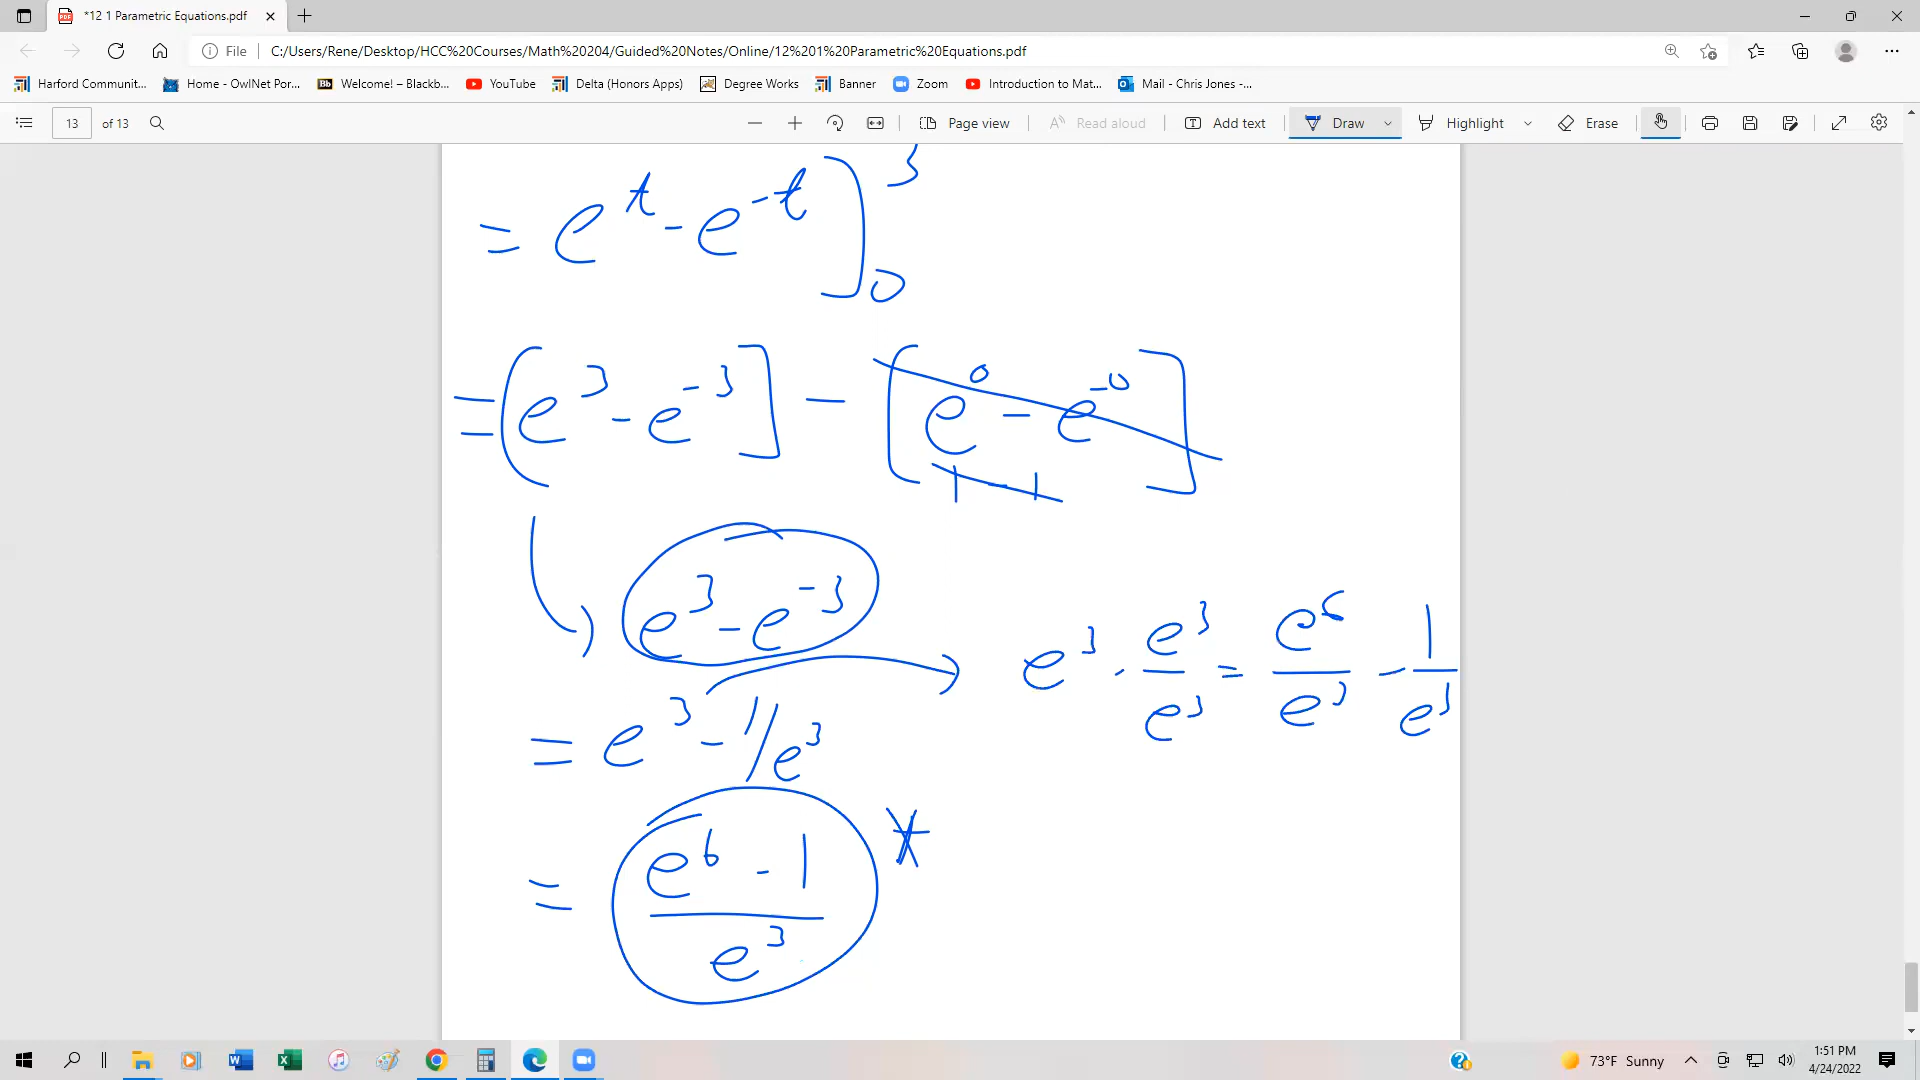 *12 1 Parametric Equations.pdf
File C:/Users/Rene/Desktop/HCC%20Courses/Math%20204/Guided%20Notes/Online/12%201%20Parametric%20Equations.pdf
Harford Communit... Home - OwlNet Por... Welcome! – Blackb... YouTube Delta (Honors Apps) Degree Works Banner Zoom Introduction to Mat... Mail - Chris Jones -...
13 of 13 Page view Read aloud Add text Draw Highlight Erase
= e^t - e^-t ]_0^3
= [e^3 - e^-3] - [e^0 - e^-0]
1 - 1
e^3 - e^-3
e^3 · e^3/e^3 = e^6/e^3 - 1/e^3
= e^3 - 1/e^3
= (e^6 - 1)/e^3 *
73°F Sunny 1:51 PM
4/24/2022